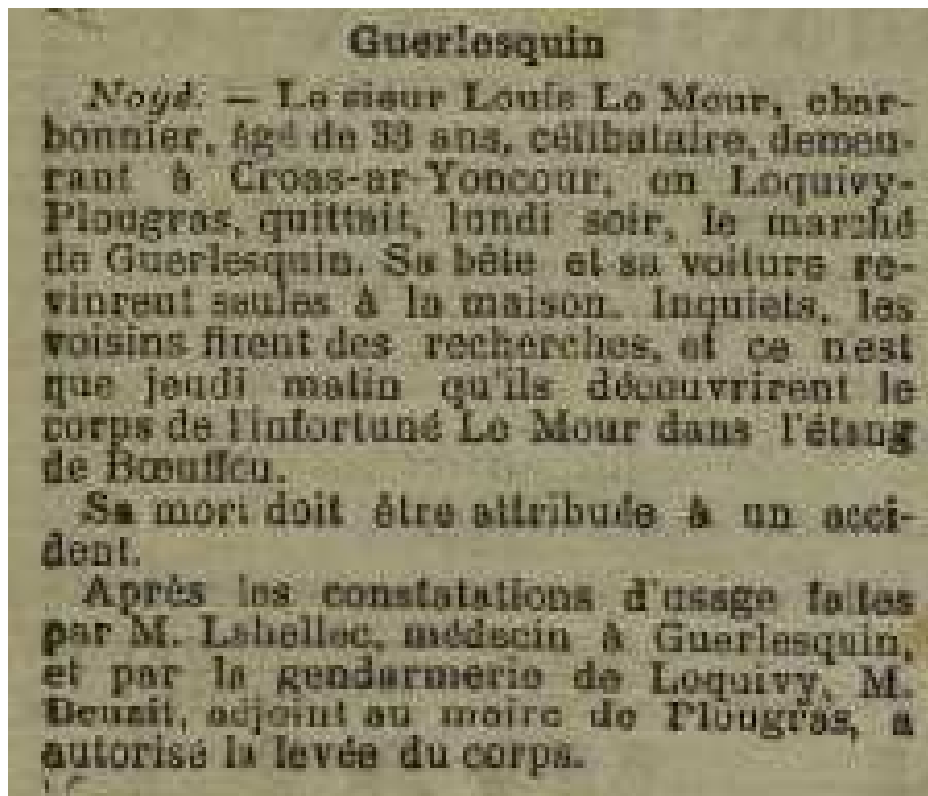 Guerlesquin
Noyé. — Le sieur Louis Le Mour, char-
bonnier, âgé de 33 ans, célibataire, demeu-
rant à Croas-ar-Yoncour, en Loquivy-
Plougras, quittait, lundi soir, le marché
de Guerlesquin. Sa bête et sa voiture re-
vinrent seules à la maison. Inquiets, les
voisins firent des recherches, et ce n'est
que jeudi matin qu'ils découvrirent le
corps de l'infortuné Le Mour dans l'étang
de
Sa mort doit être attribuée à un acci-
dent.
Après les constatations d'usage faites
par M. Lahellec, médecin à Guerlesquin,
et par la gendarmerie de Loquivy, M.
adjoint au maire de Plougras, a
autorisé la levée du corps.